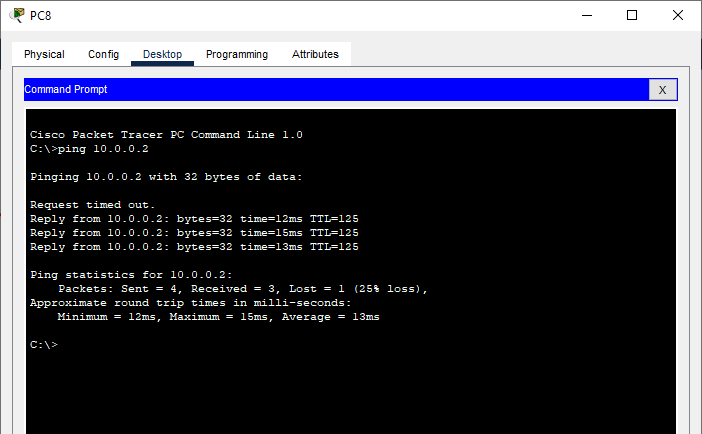 PC8
Physical Config Desktop Programming Attributes
Command Prompt
X
Cisco Packet Tracer PC Command Line 1.0
C:\>ping 10.0.0.2
Pinging 10.0.0.2 with 32 bytes of data:
Request timed out.
Reply from 10.0.0.2: bytes=32 time=12ms TTL=125
Reply from 10.0.0.2: bytes=32 time=15ms TTL=125
Reply from 10.0.0.2: bytes=32 time=13ms TTL=125
Ping statistics for 10.0.0.2:
Packets: Sent = 4, Received = 3, Lost = 1 (25% loss),
Approximate round trip times in milli-seconds:
Minimum = 12ms, Maximum = 15ms, Average = 13ms
C:\>